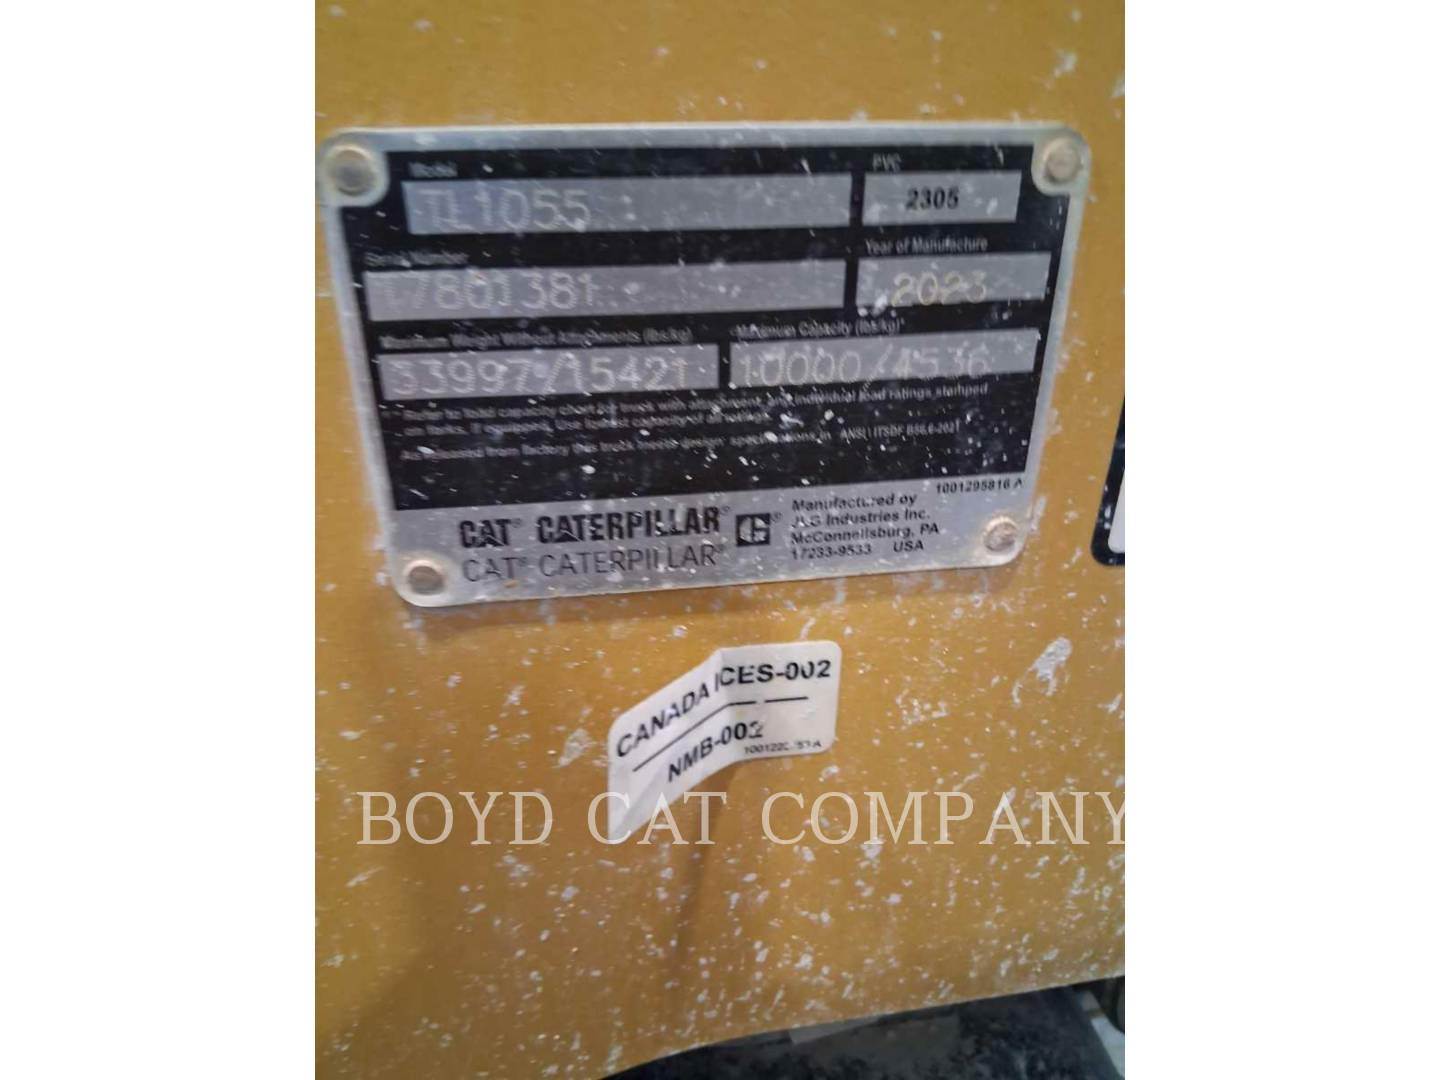 Model PVC
TL1055 2305
Serial Number Year of Manufacture
17801381 2023
Maximum Weight Without Attachments (lbs/kg) Maximum Capacity (lbs/kg)*
33997/15421 10000/4536
* Refer to load capacity chart for truck with attachment, and individual load ratings stamped
on forks, if equipped. Use lowest capacity of all ratings.
As released from factory this truck meets design specifications in ANSI / ITSDF B56.6-2021
1001295816 A
CAT® CATERPILLAR®
CAT® CATERPILLAR®
Manufactured by
JLG Industries Inc.
McConnellsburg, PA
17233-9533 USA
CANADA ICES-002
NMB-002
BOYD CAT COMPANY